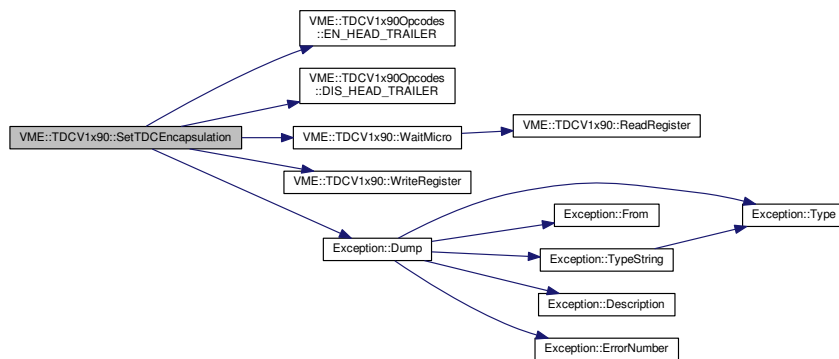 VME::TDCV1x90Opcodes
::EN_HEAD_TRAILER
VME::TDCV1x90Opcodes
::DIS_HEAD_TRAILER
VME::TDCV1x90::SetTDCEncapsulation
VME::TDCV1x90::WaitMicro
VME::TDCV1x90::ReadRegister
VME::TDCV1x90::WriteRegister
Exception::Dump
Exception::From
Exception::Type
Exception::TypeString
Exception::Description
Exception::ErrorNumber